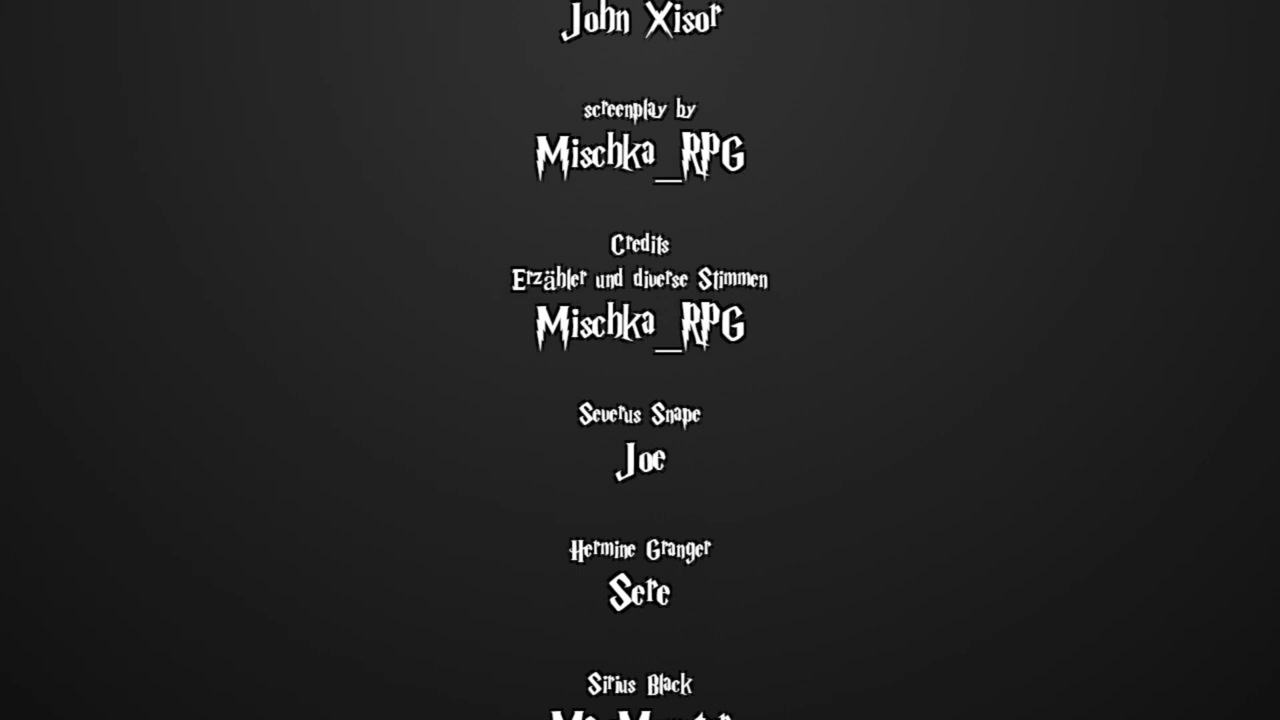 John Xisor
screenplay by
Mischka_RPG
Credits
Erzähler und diverse Stimmen
Mischka_RPG
Severus Snape
Joe
Hermine Granger
Sere
Sirius Black